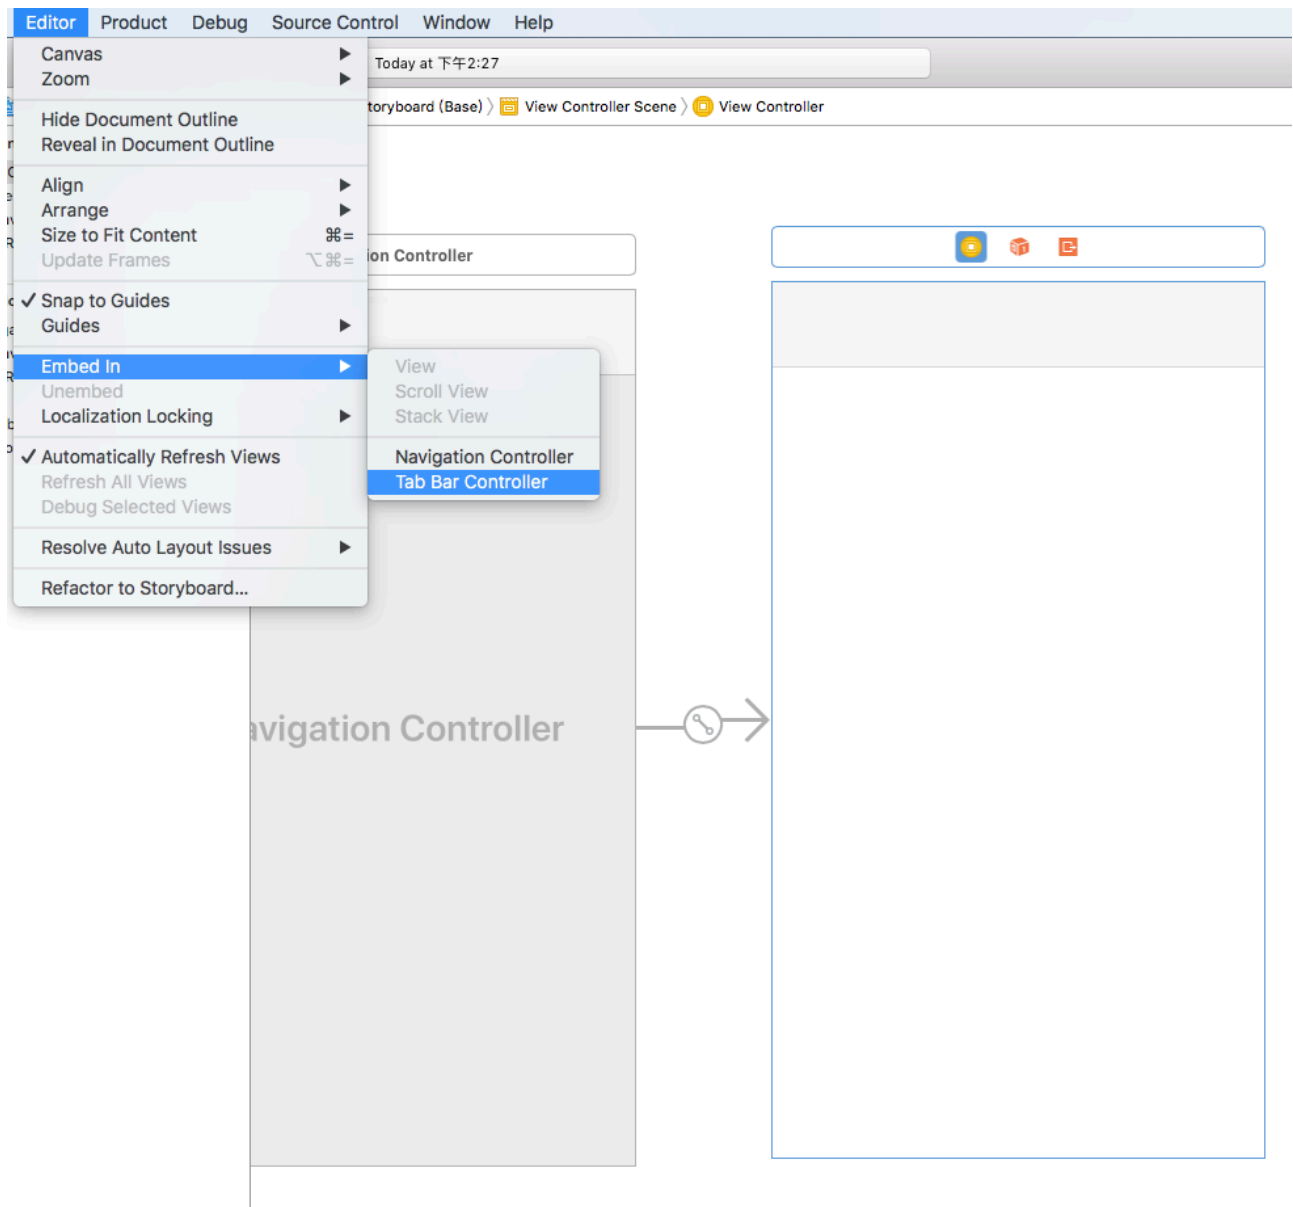 Editor Product Debug Source Control Window Help
Canvas
Zoom
Today at 下午2:27
toryboard (Base) 〉 View Controller Scene 〉 View Controller
Hide Document Outline
Reveal in Document Outline
Align
Arrange
Size to Fit Content ⌘=
Update Frames ⌥⌘=
ion Controller
✓ Snap to Guides
Guides
Embed In
Unembed
Localization Locking
View
Scroll View
Stack View
Navigation Controller
Tab Bar Controller
✓ Automatically Refresh Views
Refresh All Views
Debug Selected Views
Resolve Auto Layout Issues
Refactor to Storyboard...
avigation Controller